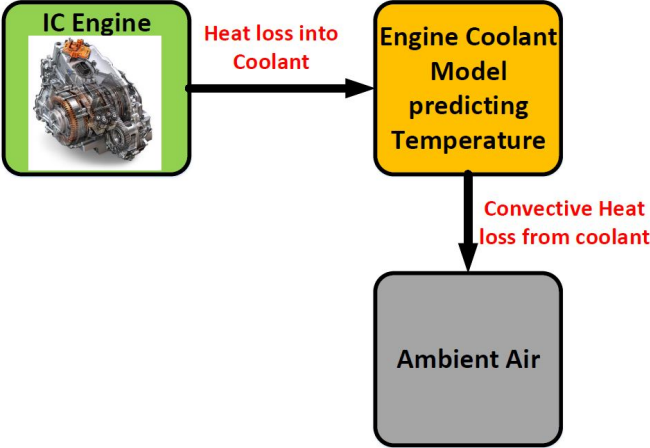 IC Engine
Heat loss into
Coolant
Engine Coolant
Model
predicting
Temperature
Convective Heat
loss from coolant
Ambient Air